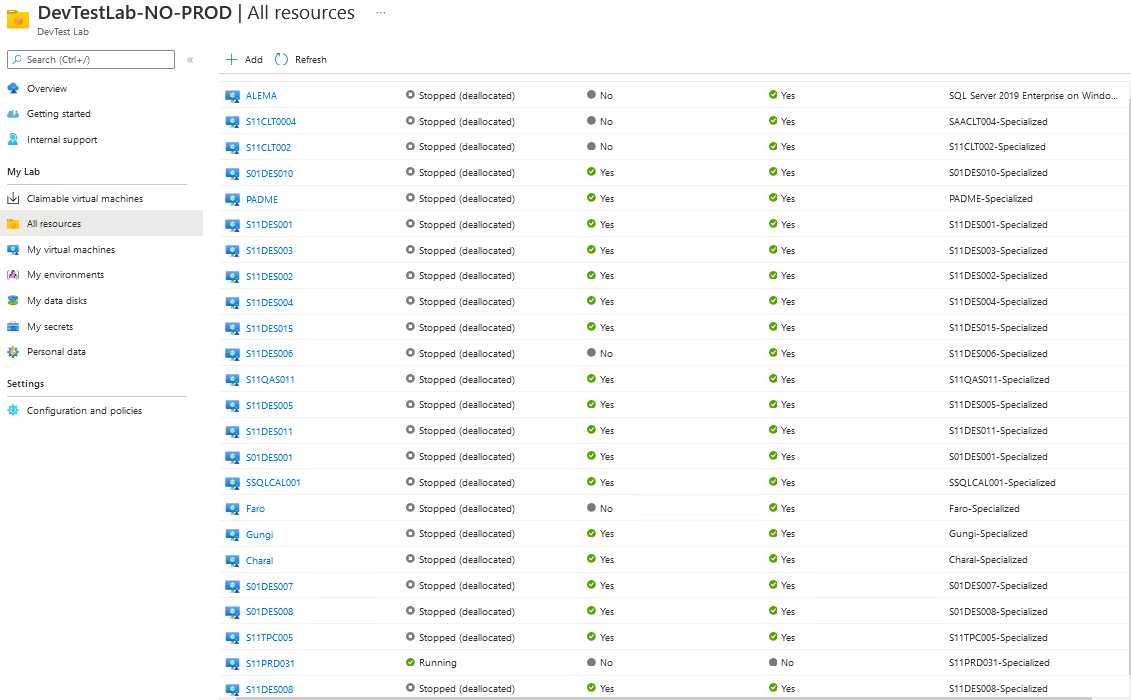 DevTestLab-NO-PROD | All resources ...
DevTest Lab
Search (Ctrl+/) «
Add Refresh
Overview
Getting started
Internal support
My Lab
Claimable virtual machines
All resources
My virtual machines
My environments
My data disks
My secrets
Personal data
Settings
Configuration and policies
ALEMA Stopped (deallocated) No Yes SQL Server 2019 Enterprise on Windo...
S11CLT0004 Stopped (deallocated) No Yes SAACLT004-Specialized
S11CLT002 Stopped (deallocated) No Yes S11CLT002-Specialized
S01DES010 Stopped (deallocated) Yes Yes S01DES010-Specialized
PADME Stopped (deallocated) Yes Yes PADME-Specialized
S11DES001 Stopped (deallocated) Yes Yes S11DES001-Specialized
S11DES003 Stopped (deallocated) Yes Yes S11DES003-Specialized
S11DES002 Stopped (deallocated) Yes Yes S11DES002-Specialized
S11DES004 Stopped (deallocated) Yes Yes S11DES004-Specialized
S11DES015 Stopped (deallocated) Yes Yes S11DES015-Specialized
S11DES006 Stopped (deallocated) No Yes S11DES006-Specialized
S11QAS011 Stopped (deallocated) Yes Yes S11QAS011-Specialized
S11DES005 Stopped (deallocated) Yes Yes S11DES005-Specialized
S11DES011 Stopped (deallocated) Yes Yes S11DES011-Specialized
S01DES001 Stopped (deallocated) Yes Yes S01DES001-Specialized
SSQLCAL001 Stopped (deallocated) Yes Yes SSQLCAL001-Specialized
Faro Stopped (deallocated) No Yes Faro-Specialized
Gungi Stopped (deallocated) Yes Yes Gungi-Specialized
Charal Stopped (deallocated) Yes Yes Charal-Specialized
S01DES007 Stopped (deallocated) Yes Yes S01DES007-Specialized
S01DES008 Stopped (deallocated) Yes Yes S01DES008-Specialized
S11TPC005 Stopped (deallocated) Yes Yes S11TPC005-Specialized
S11PRD031 Running No No S11PRD031-Specialized
S11DES008 Stopped (deallocated) Yes Yes S11DES008-Specialized